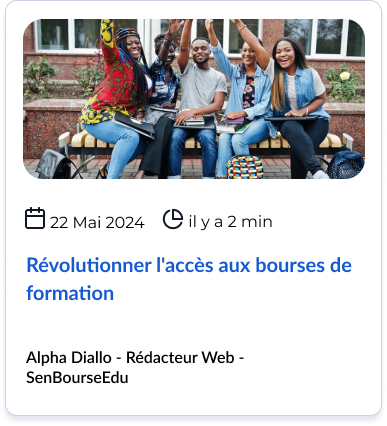 22 Mai 2024 il y a 2 min
Révolutionner l'accès aux bourses de
formation
Alpha Diallo - Rédacteur Web -
SenBourseEdu